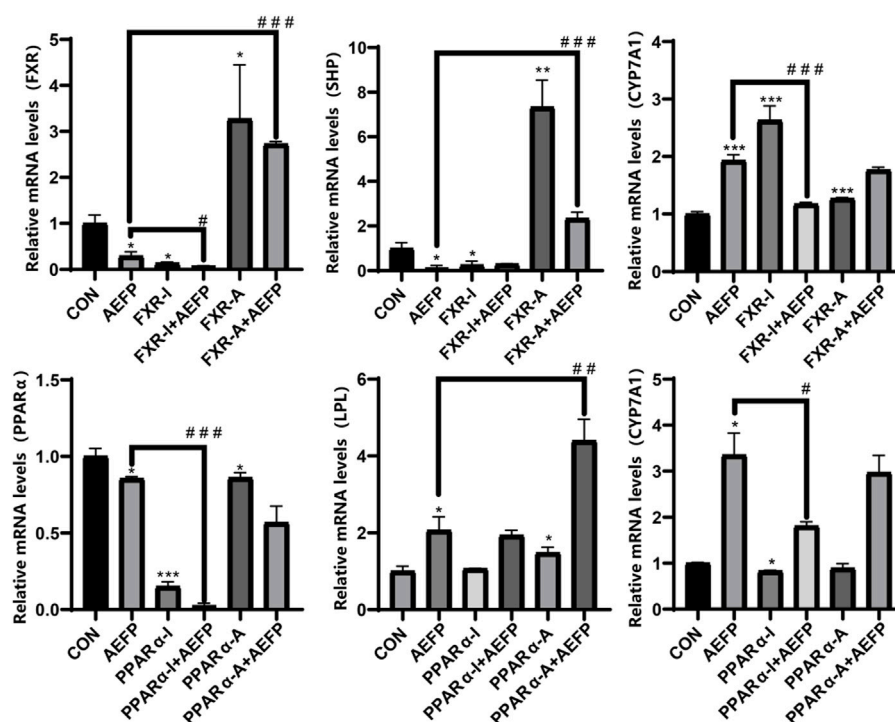 Relative mRNA levels (FXR)
5
4
3
2
1
0
* * * * # # # #
CON
AEFP
FXR-I
FXR-I+AEFP
FXR-A
FXR-A+AEFP
Relative mRNA levels (SHP)
10
8
6
4
2
0
* * ** # # #
CON
AEFP
FXR-I
FXR-I+AEFP
FXR-A
FXR-A+AEFP
Relative mRNA levels (CYP7A1)
4
3
2
1
0
*** *** *** # # #
CON
AEFP
FXR-I
FXR-I+AEFP
FXR-A
FXR-A+AEFP
Relative mRNA levels (PPARα)
1.5
1.0
0.5
0.0
* *** * # # #
CON
AEFP
PPARα-I
PPARα-I+AEFP
PPARα-A
PPARα-A+AEFP
Relative mRNA levels (LPL)
6
4
2
0
* * # #
CON
AEFP
PPARα-I
PPARα-I+AEFP
PPARα-A
PPARα-A+AEFP
Relative mRNA levels (CYP7A1)
5
4
3
2
1
0
* * #
CON
AEFP
PPARα-I
PPARα-I+AEFP
PPARα-A
PPARα-A+AEFP